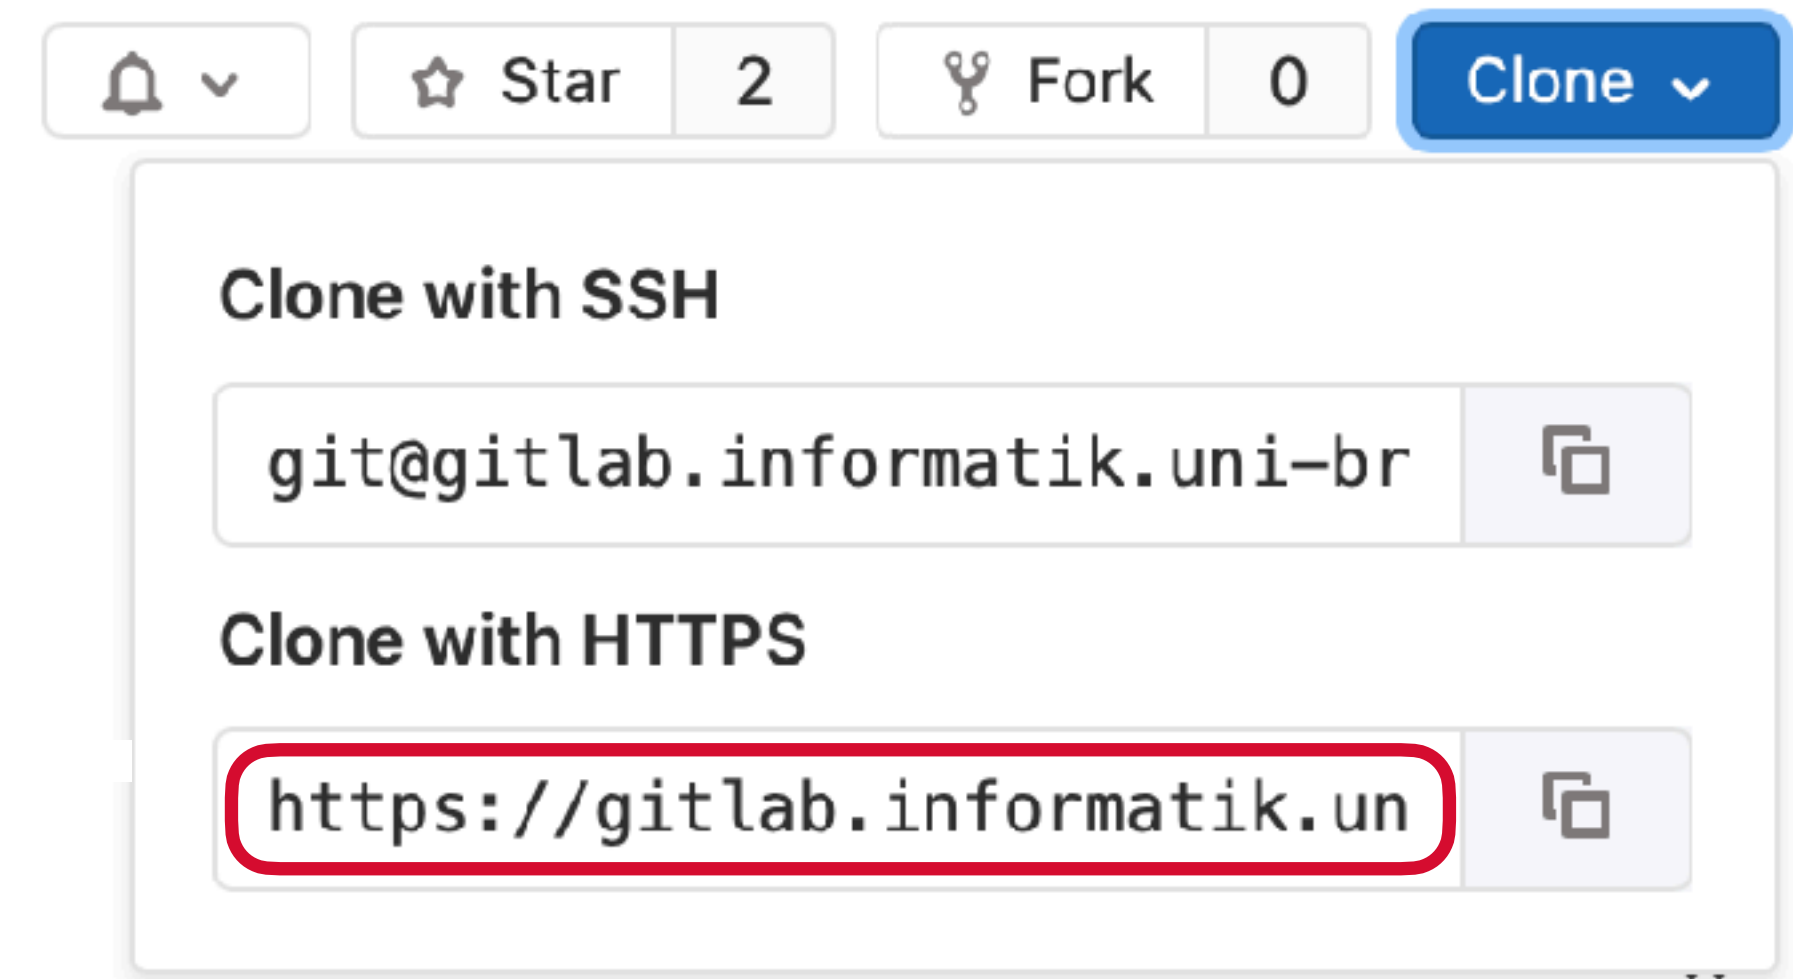 Star 2 Fork 0 Clone
Clone with SSH
git@gitlab.informatik.uni-br
Clone with HTTPS
https://gitlab.informatik.un